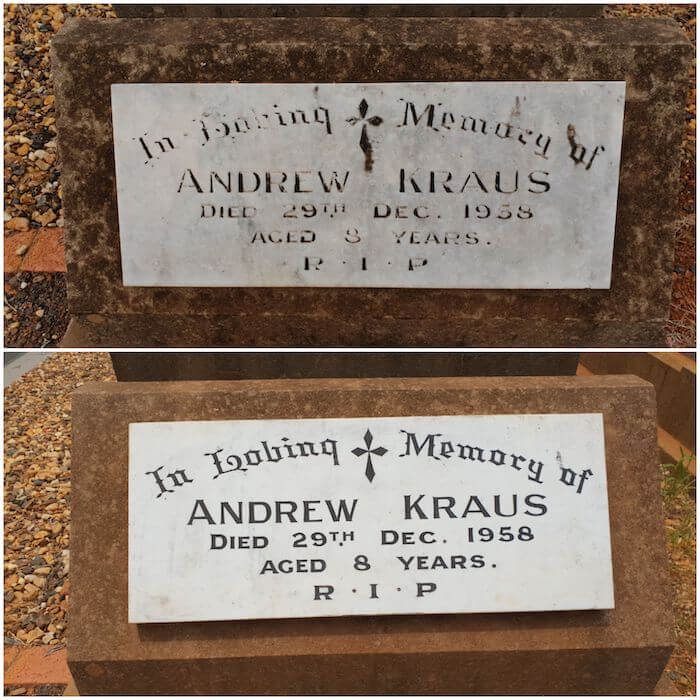 In Loving Memory of
ANDREW KRAUS
DIED 29TH DEC. 1958
AGED 8 YEARS.
R · I · P
In Loving Memory of
ANDREW KRAUS
DIED 29TH DEC. 1958
AGED 8 YEARS.
R · I · P